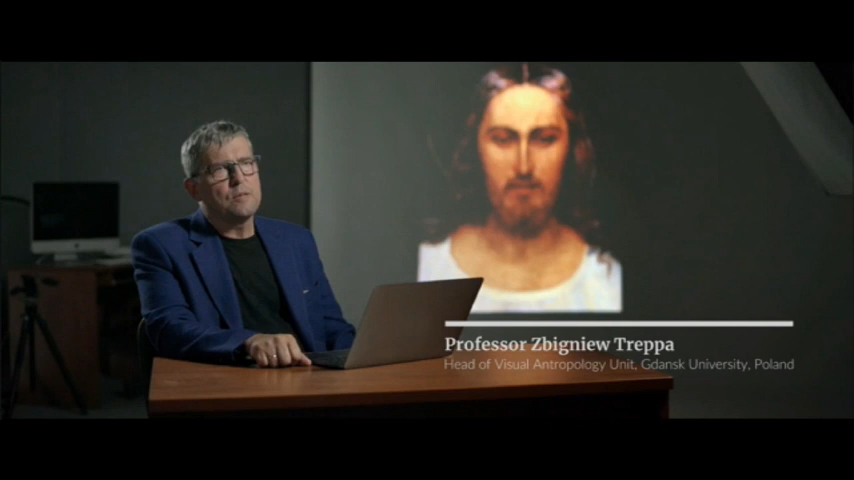 Professor Zbigniew Treppa
Head of Visual Antropology Unit, Gdansk University, Poland